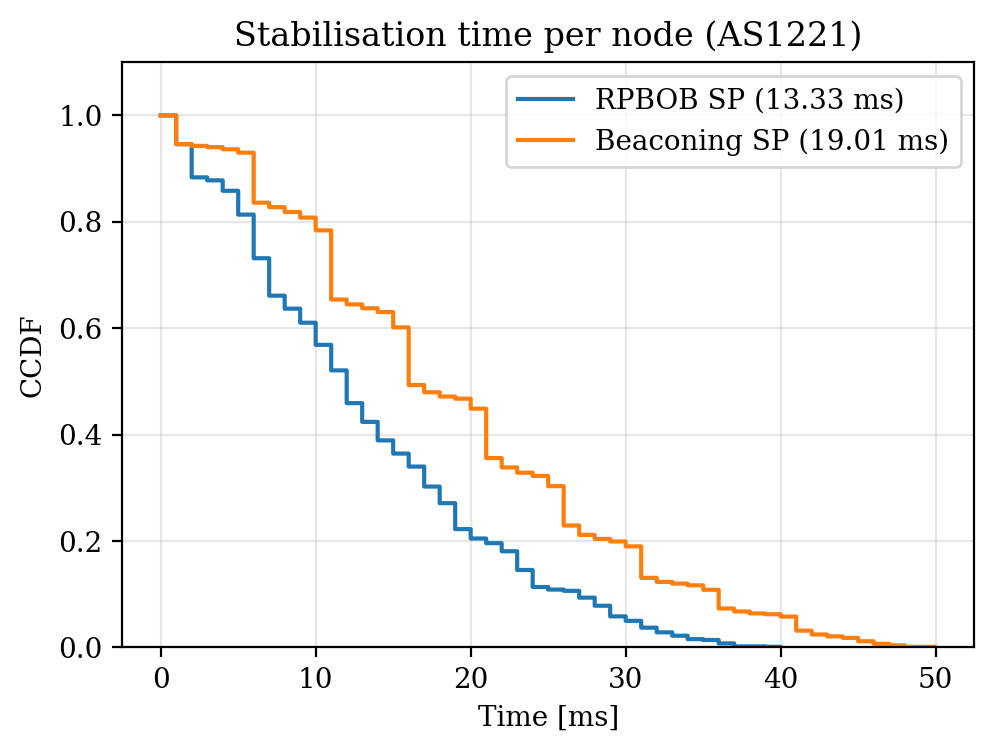 Stabilisation time per node (AS1221)
RPBOB SP (13.33 ms)
Beaconing SP (19.01 ms)
CCDF
1.0
0.8
0.6
0.4
0.2
0.0
0 10 20 30 40 50
Time [ms]